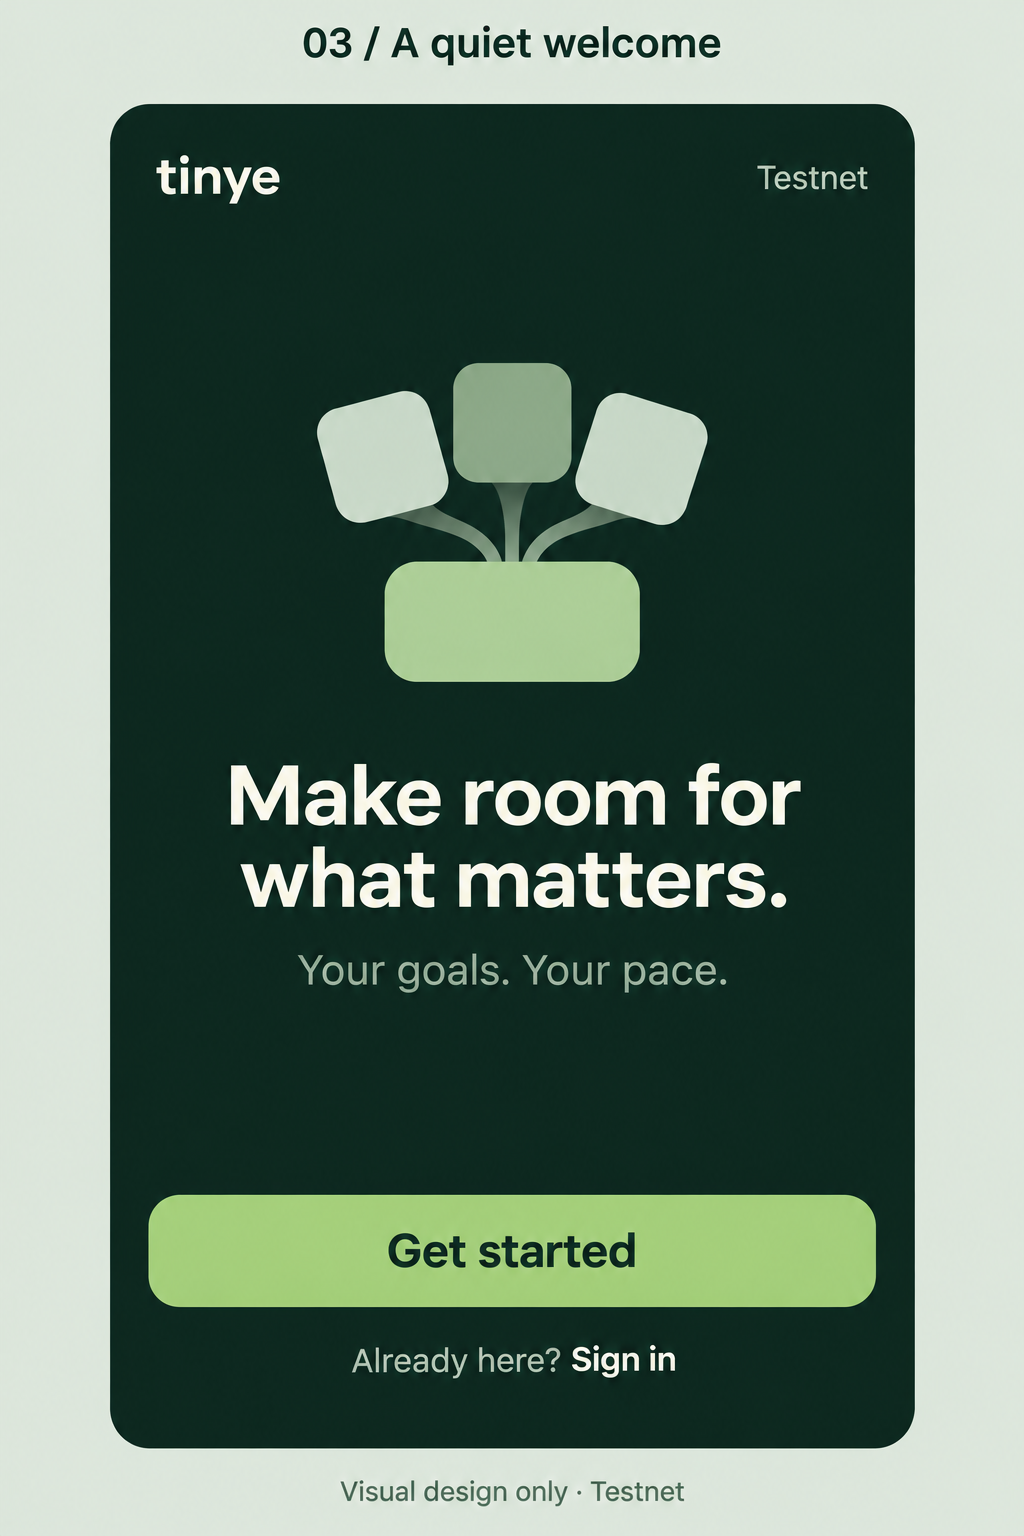 03 / A quiet welcome
tinye
Testnet
Make room for
what matters.
Your goals. Your pace.
Get started
Already here? Sign in
Visual design only · Testnet